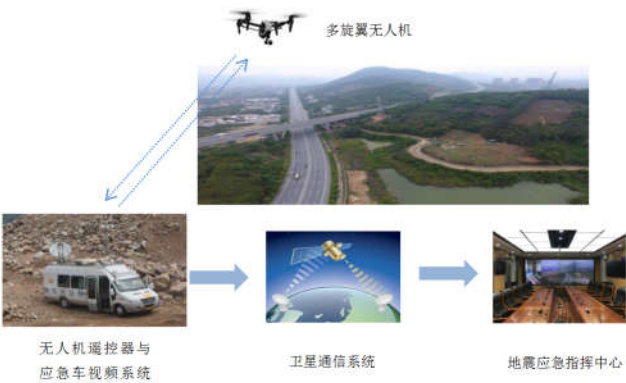 多旋翼无人机
无人机遥控器与
应急车视频系统
卫星通信系统
地震应急指挥中心